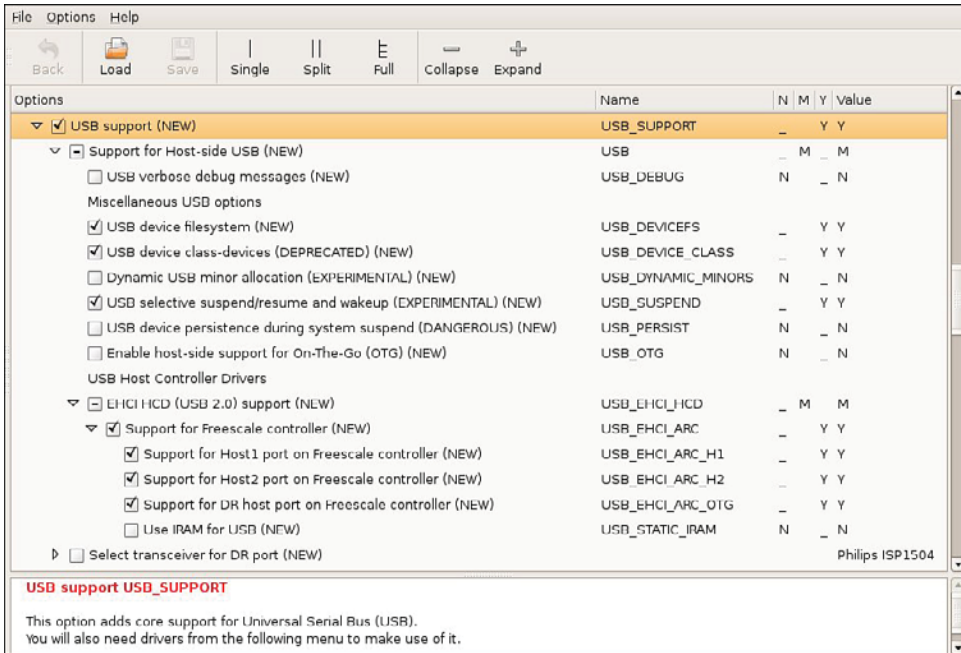 File Options Help
Back Load Save Single Split Full Collapse Expand
Options Name N M Y Value
USB support (NEW) USB_SUPPORT _ Y Y
Support for Host-side USB (NEW) USB _ M _ M
USB verbose debug messages (NEW) USB_DEBUG N _ N
Miscellaneous USB options
USB device filesystem (NEW) USB_DEVICEFS _ Y Y
USB device class-devices (DEPRECATED) (NEW) USB_DEVICE_CLASS _ Y Y
Dynamic USB minor allocation (EXPERIMENTAL) (NEW) USB_DYNAMIC_MINORS N _ N
USB selective suspend/resume and wakeup (EXPERIMENTAL) (NEW) USB_SUSPEND _ Y Y
USB device persistence during system suspend (DANGEROUS) (NEW) USB_PERSIST N _ N
Enable host-side support for On-The-Go (OTG) (NEW) USB_OTG N _ N
USB Host Controller Drivers
EHCI HCD (USB 2.0) support (NEW) USB_EHCI_HCD _ M M
Support for Freescale controller (NEW) USB_EHCI_ARC _ Y Y
Support for Host1 port on Freescale controller (NEW) USB_EHCI_ARC_H1 _ Y Y
Support for Host2 port on Freescale controller (NEW) USB_EHCI_ARC_H2 _ Y Y
Support for DR host port on Freescale controller (NEW) USB_EHCI_ARC_OTG _ Y Y
Use IRAM for USB (NEW) USB_STATIC_IRAM N _ N
Select transceiver for DR port (NEW) Philips ISP1504
USB support USB_SUPPORT
This option adds core support for Universal Serial Bus (USB).
You will also need drivers from the following menu to make use of it.